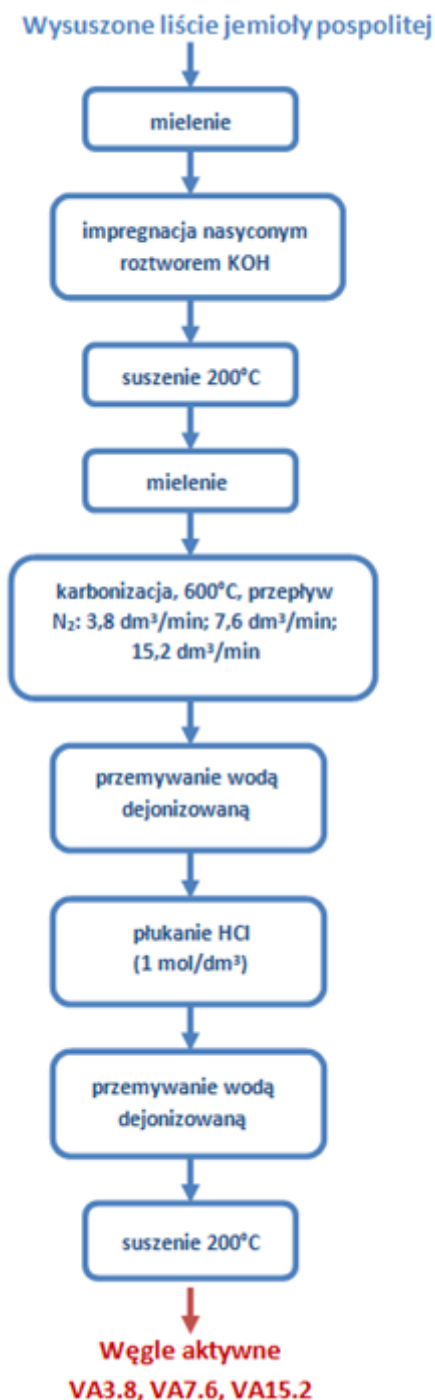 Wysuszone liście jemioły pospolitej
mielenie
impregnacja nasyconym
roztworem KOH
suszenie 200°C
mielenie
karbonizacja, 600°C, przepływ
N₂: 3,8 dm³/min; 7,6 dm³/min;
15,2 dm³/min
przemywanie wodą
dejonizowaną
płukanie HCl
(1 mol/dm³)
przemywanie wodą
dejonizowaną
suszenie 200°C
Węgle aktywne
VA3.8, VA7.6, VA15.2